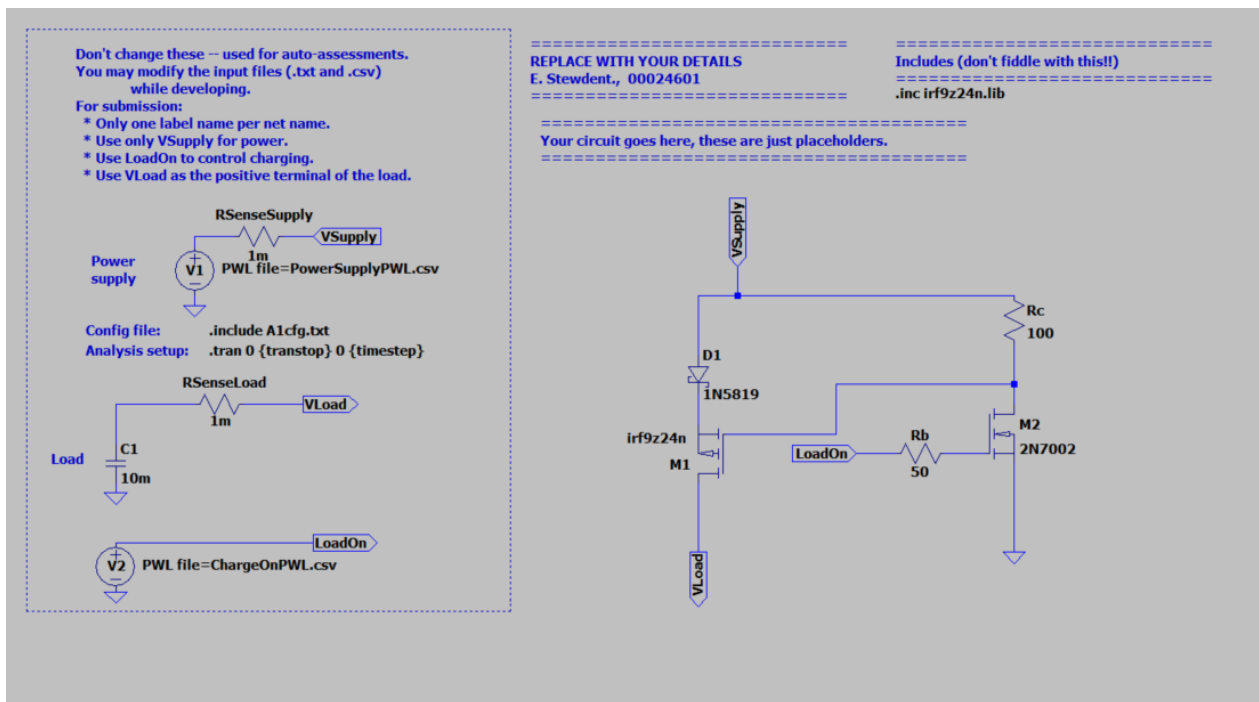 Don't change these -- used for auto-assessments.
You may modify the input files (.txt and .csv)
while developing.
For submission:
* Only one label name per net name.
* Use only VSupply for power.
* Use LoadOn to control charging.
* Use VLoad as the positive terminal of the load.
RSenseSupply
VSupply
1m
Power
supply
V1
PWL file=PowerSupplyPWL.csv
Config file:
.include A1cfg.txt
Analysis setup:
.tran 0 {transtop} 0 {timestep}
RSenseLoad
VLoad
1m
Load
C1
10m
LoadOn
V2
PWL file=ChargeOnPWL.csv
==============================
REPLACE WITH YOUR DETAILS
E. Stewdent., 00024601
==============================
==============================
Includes (don't fiddle with this!!)
==============================
.inc irf9z24n.lib
========================================
Your circuit goes here, these are just placeholders.
========================================
VSupply
Rc
100
D1
1N5819
irf9z24n
M1
LoadOn
Rb
50
M2
2N7002
VLoad